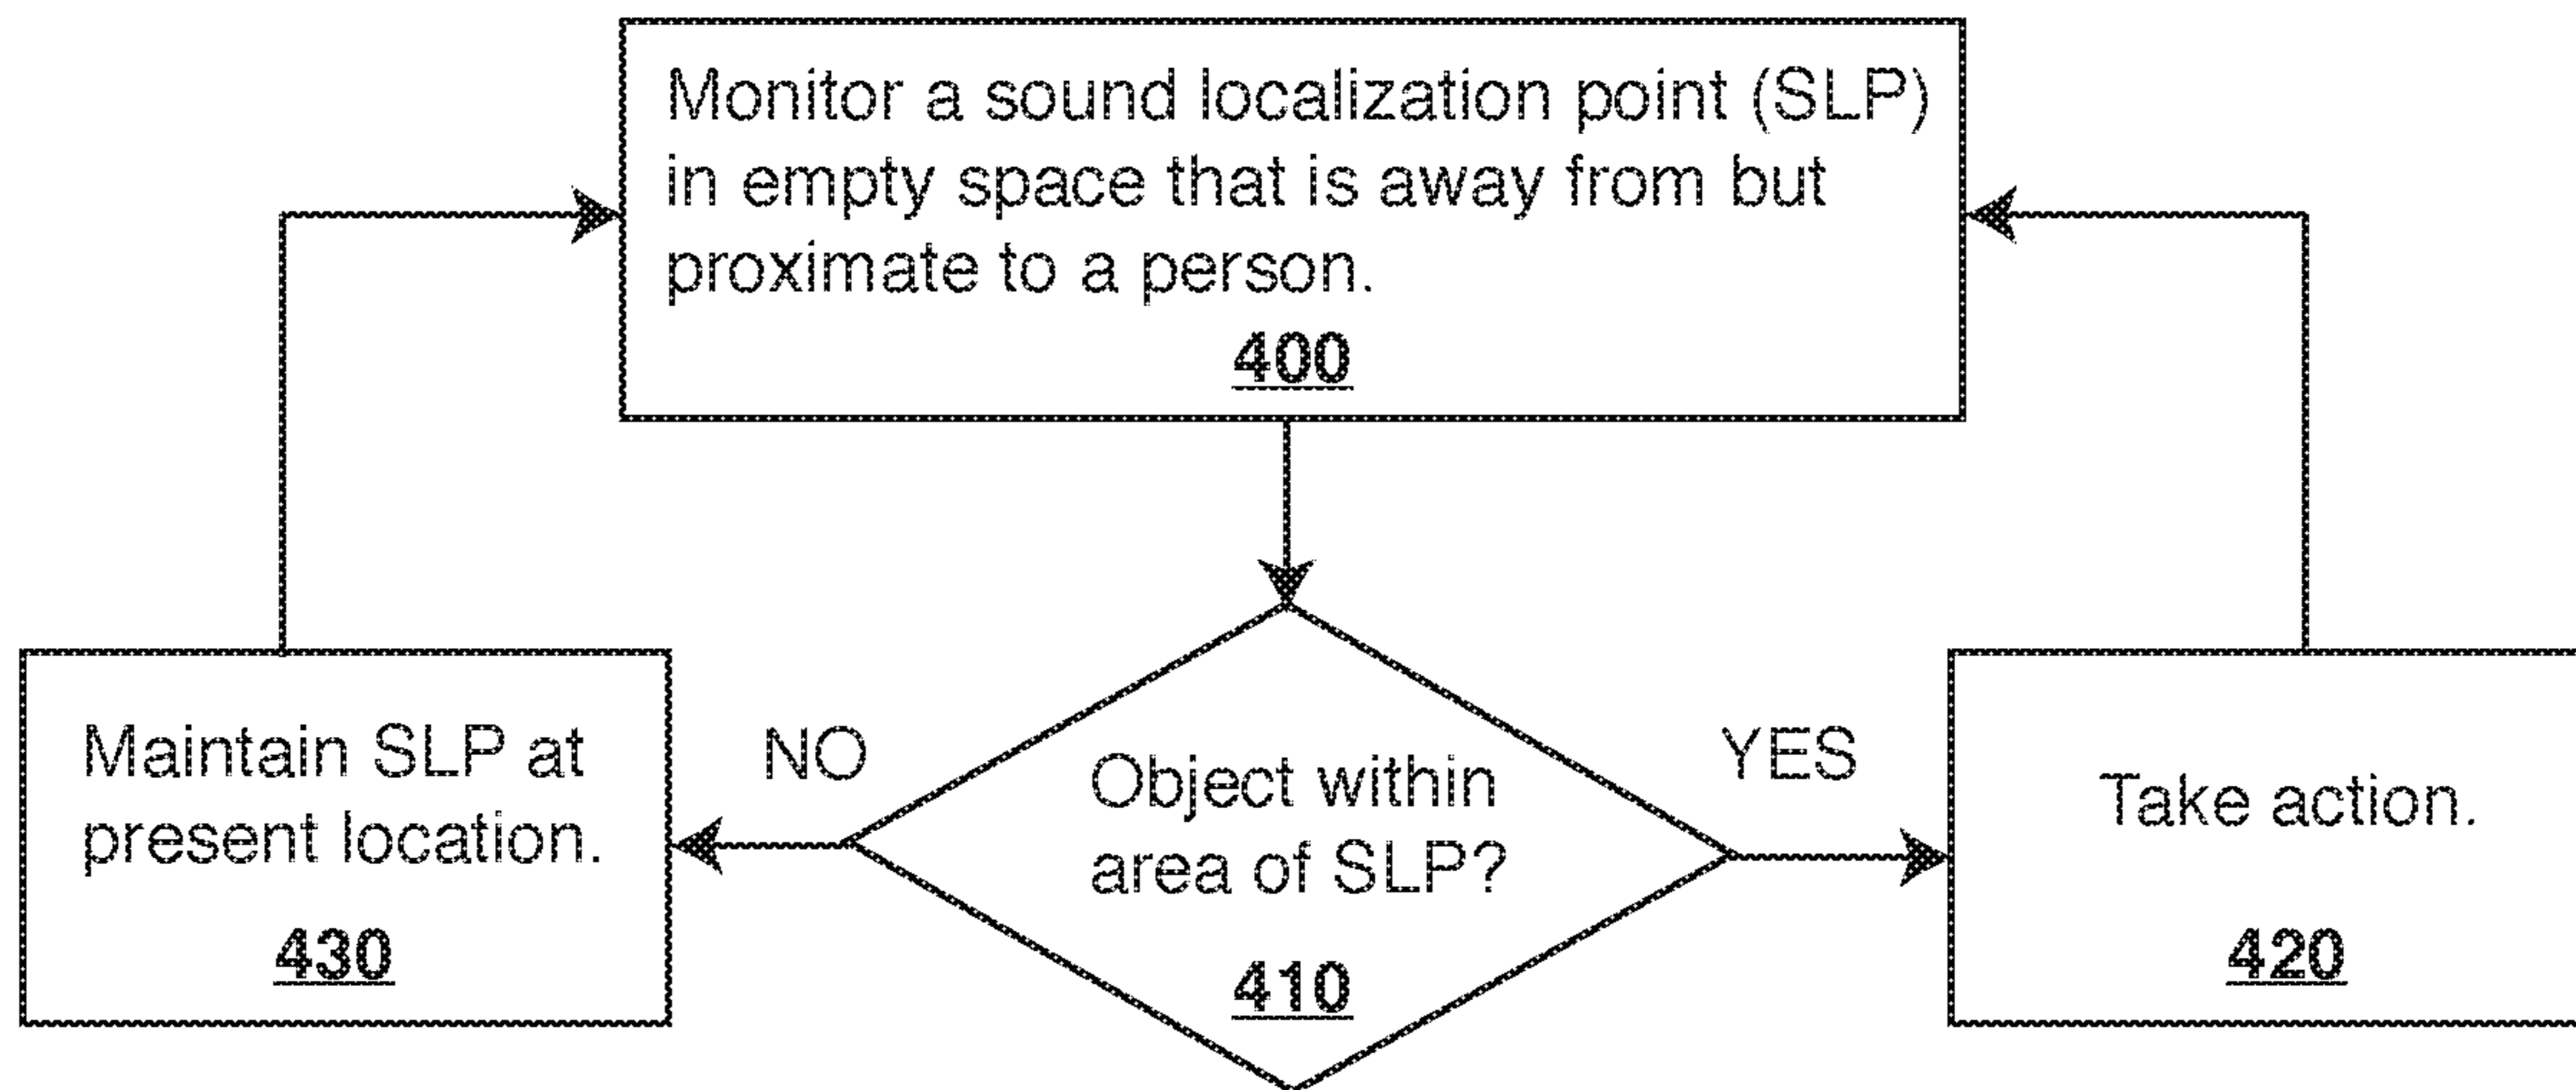 Monitor a sound localization point (SLP)
in empty space that is away from but
proximate to a person.
400
Maintain SLP at
present location.
430
NO
Object within
area of SLP?
410
YES
Take action.
420